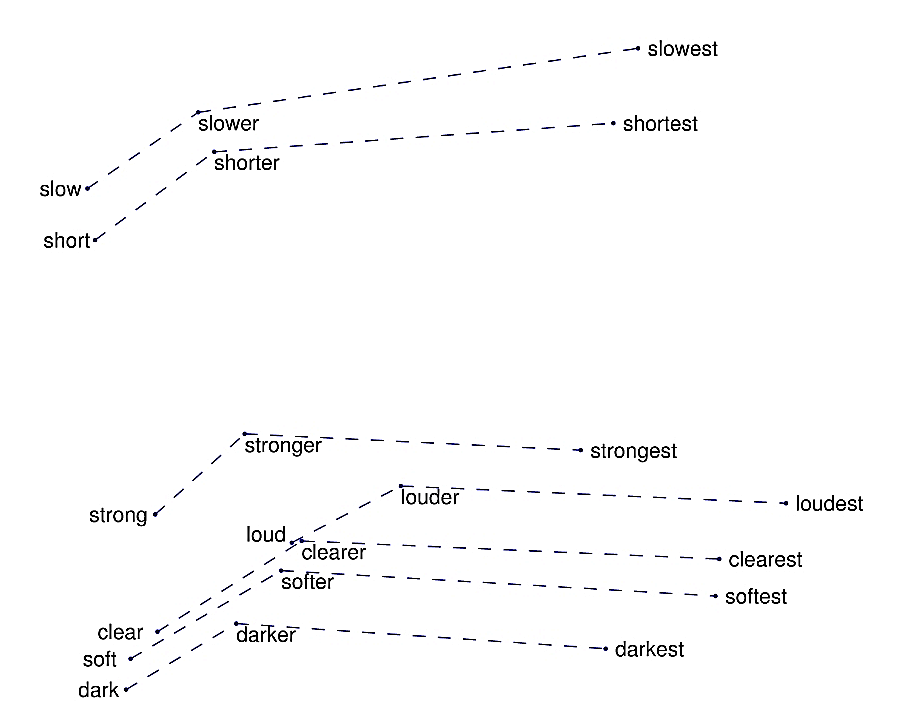 slowest
slower
shortest
shorter
slow
short
stronger
strongest
louder
loudest
strong
loud
clearer
clearest
softer
softest
clear
darker
darkest
soft
dark